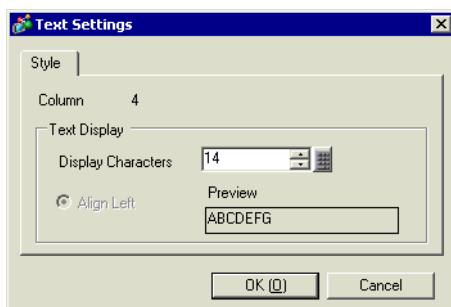 Text Settings
Style
Column 4
Text Display
Display Characters 14
Align Left
Preview
ABCDEFG
OK (O) Cancel